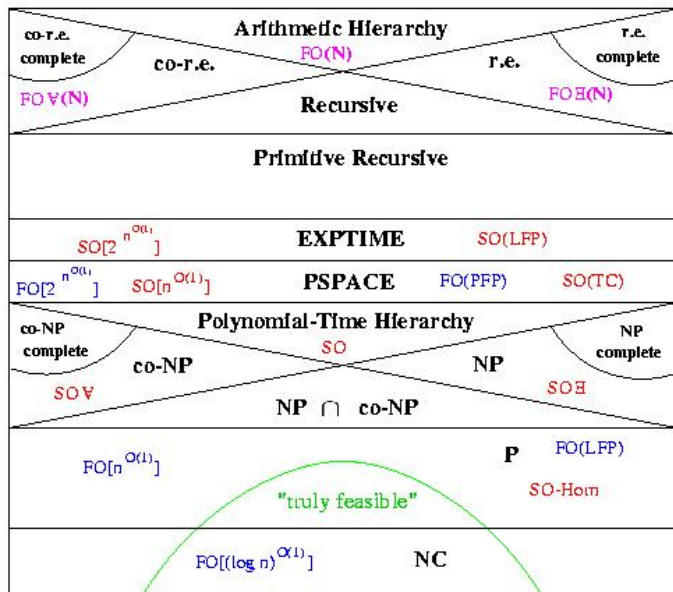 co-r.e.
complete
Arithmetic Hierarchy
r.e.
complete
co-r.e.
FO(N)
r.e.
FO∀(N)
FO∃(N)
Recursive
Primitive Recursive
SO[2^n^O(1)] EXPTIME SO(LFP)
FO[2^n^O(1)] SO[n^O(1)] PSPACE FO(PFP) SO(TC)
co-NP
complete
Polynomial-Time Hierarchy
NP
complete
co-NP
SO
NP
SO∀
SO∃
NP ∩ co-NP
FO[n^O(1)] P FO(LFP)
"truly feasible" SO-Horn
FO[(log n)^O(1)] NC